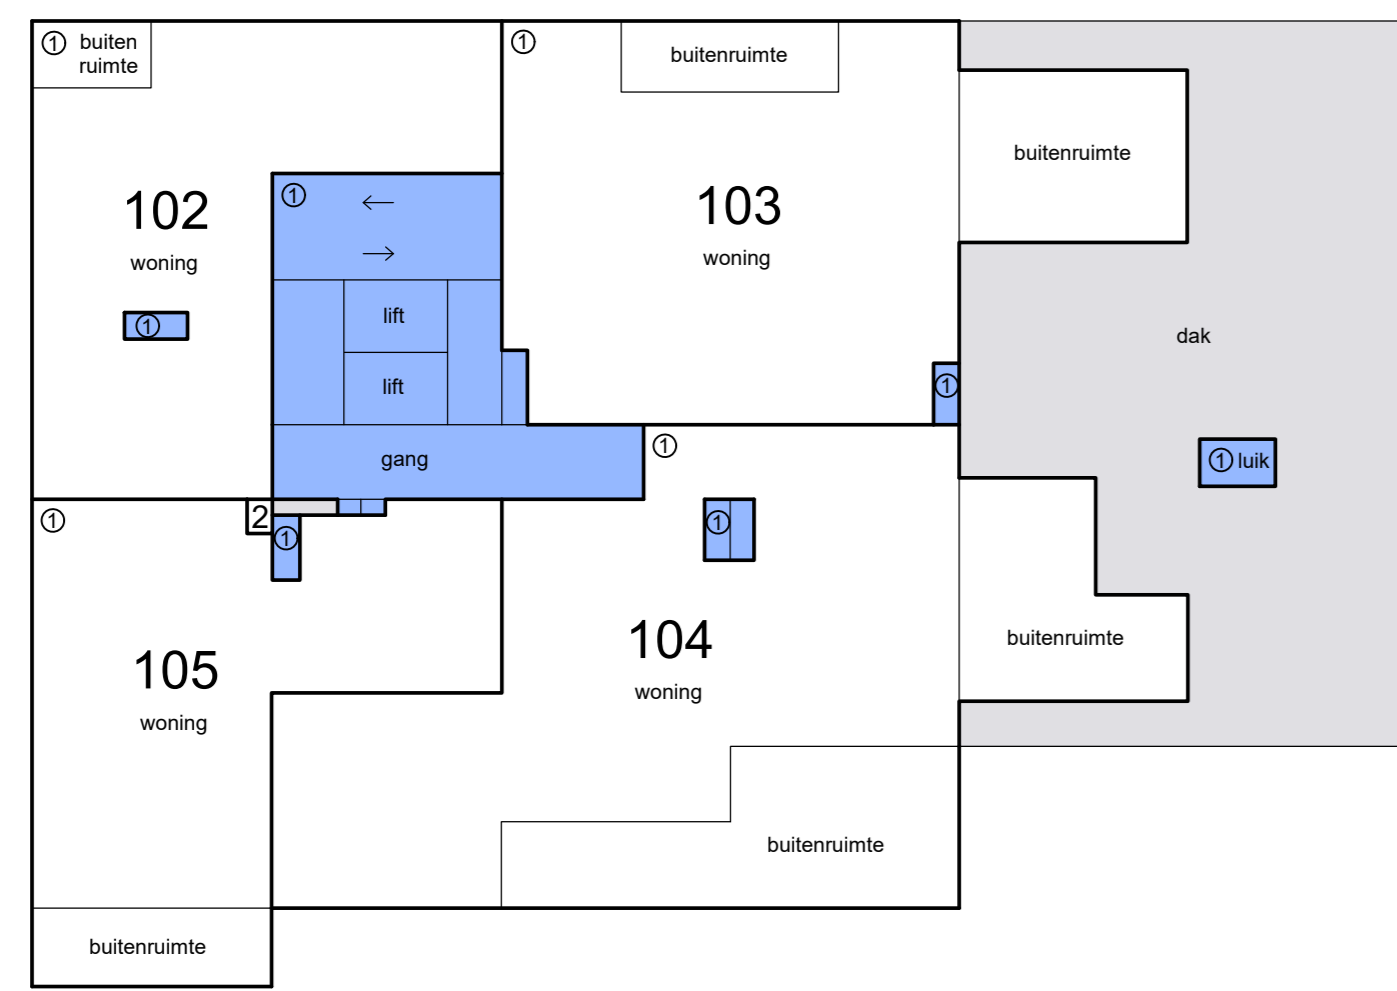 ① buiten
ruimte
①
buitenruimte
buitenruimte
102
woning
①
←
→
103
woning
①
lift
lift
dak
①
gang
①
① luik
①
2
①
①
105
woning
104
woning
buitenruimte
buitenruimte
buitenruimte